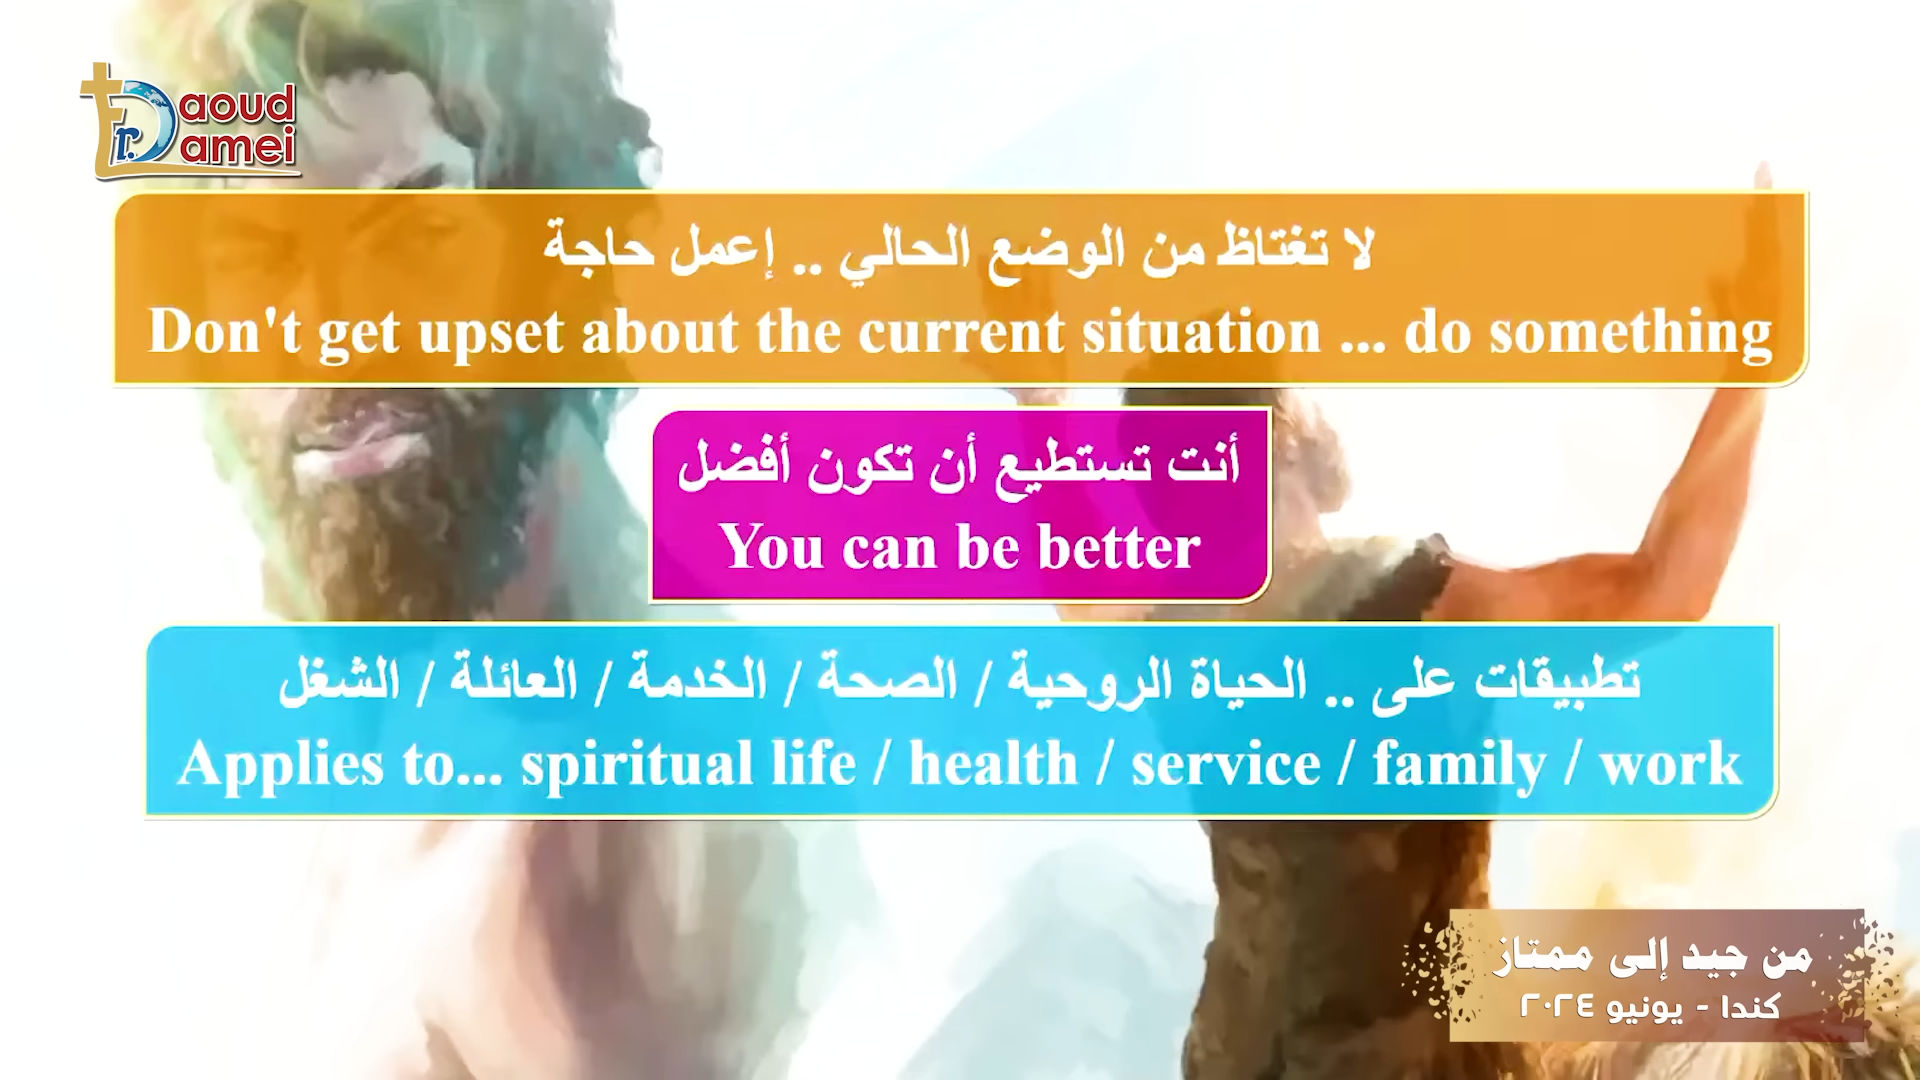 Fr. Daoud Lamei
لا تغتاظ من الوضع الحالي .. إعمل حاجة
Don't get upset about the current situation ... do something
أنت تستطيع أن تكون أفضل
You can be better
تطبيقات على .. الحياة الروحية / الصحة / الخدمة / العائلة / الشغل
Applies to... spiritual life / health / service / family / work
من جيد إلى ممتاز
كندا - يونيو ٢٠٢٤